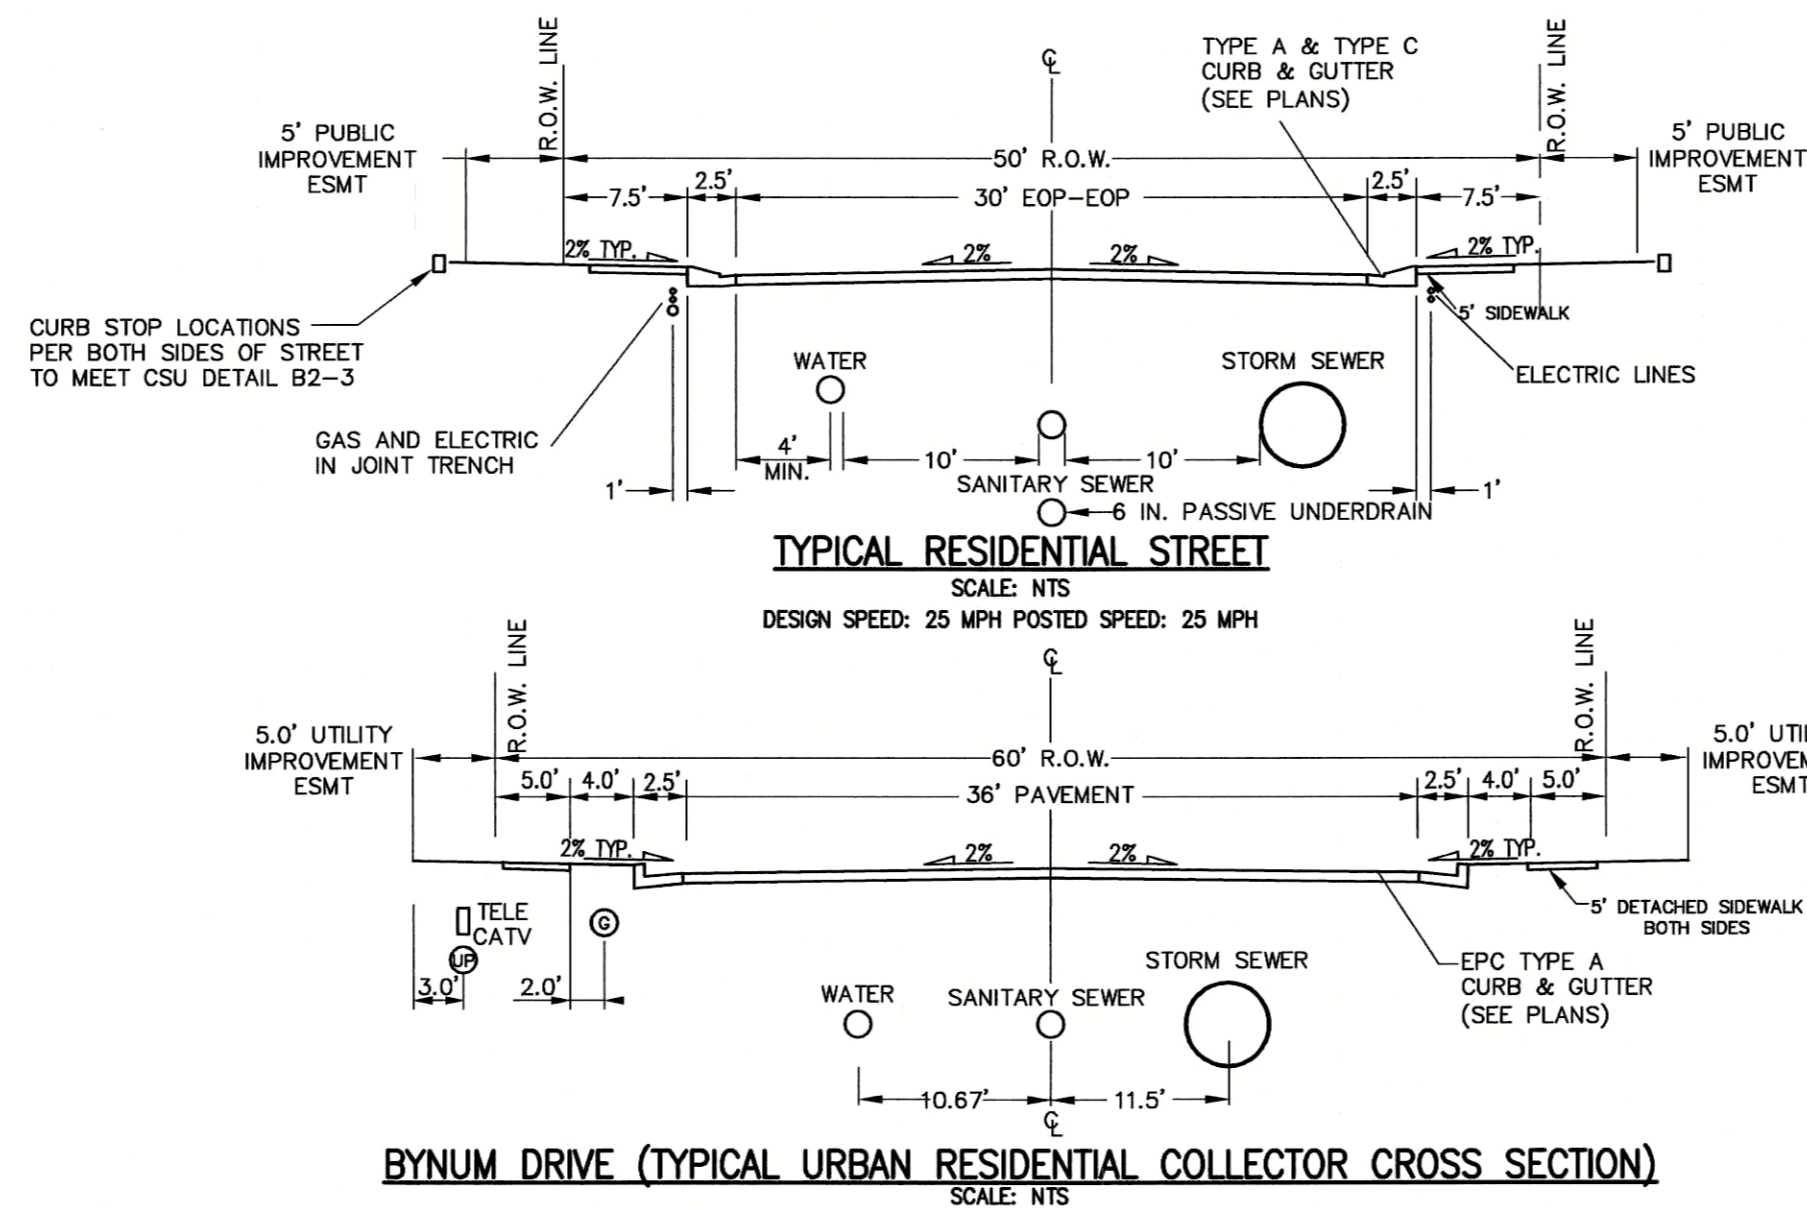 R.O.W. LINE
℄
TYPE A & TYPE C
CURB & GUTTER
(SEE PLANS)
R.O.W. LINE
5' PUBLIC
IMPROVEMENT
ESMT
50' R.O.W.
5' PUBLIC
IMPROVEMENT
ESMT
7.5'
2.5'
30' EOP-EOP
2.5'
7.5'
2% TYP.
2%
2%
2% TYP.
5' SIDEWALK
CURB STOP LOCATIONS
PER BOTH SIDES OF STREET
TO MEET CSU DETAIL B2-3
WATER
STORM SEWER
ELECTRIC LINES
GAS AND ELECTRIC
IN JOINT TRENCH
4'
MIN.
10'
10'
1'
SANITARY SEWER
1'
6 IN. PASSIVE UNDERDRAIN
TYPICAL RESIDENTIAL STREET
SCALE: NTS
DESIGN SPEED: 25 MPH POSTED SPEED: 25 MPH
R.O.W. LINE
℄
R.O.W. LINE
5.0' UTILITY
IMPROVEMENT
ESMT
60' R.O.W.
5.0' UTI
IMPROVEM
ESMT
5.0'
4.0'
2.5'
36' PAVEMENT
2.5'
4.0'
5.0'
2% TYP.
2%
2%
2% TYP.
TELE
CATV
G
UP
5' DETACHED SIDEWALK
BOTH SIDES
3.0'
2.0'
WATER
SANITARY SEWER
STORM SEWER
EPC TYPE A
CURB & GUTTER
(SEE PLANS)
10.67'
11.5'
℄
BYNUM DRIVE (TYPICAL URBAN RESIDENTIAL COLLECTOR CROSS SECTION)
SCALE: NTS